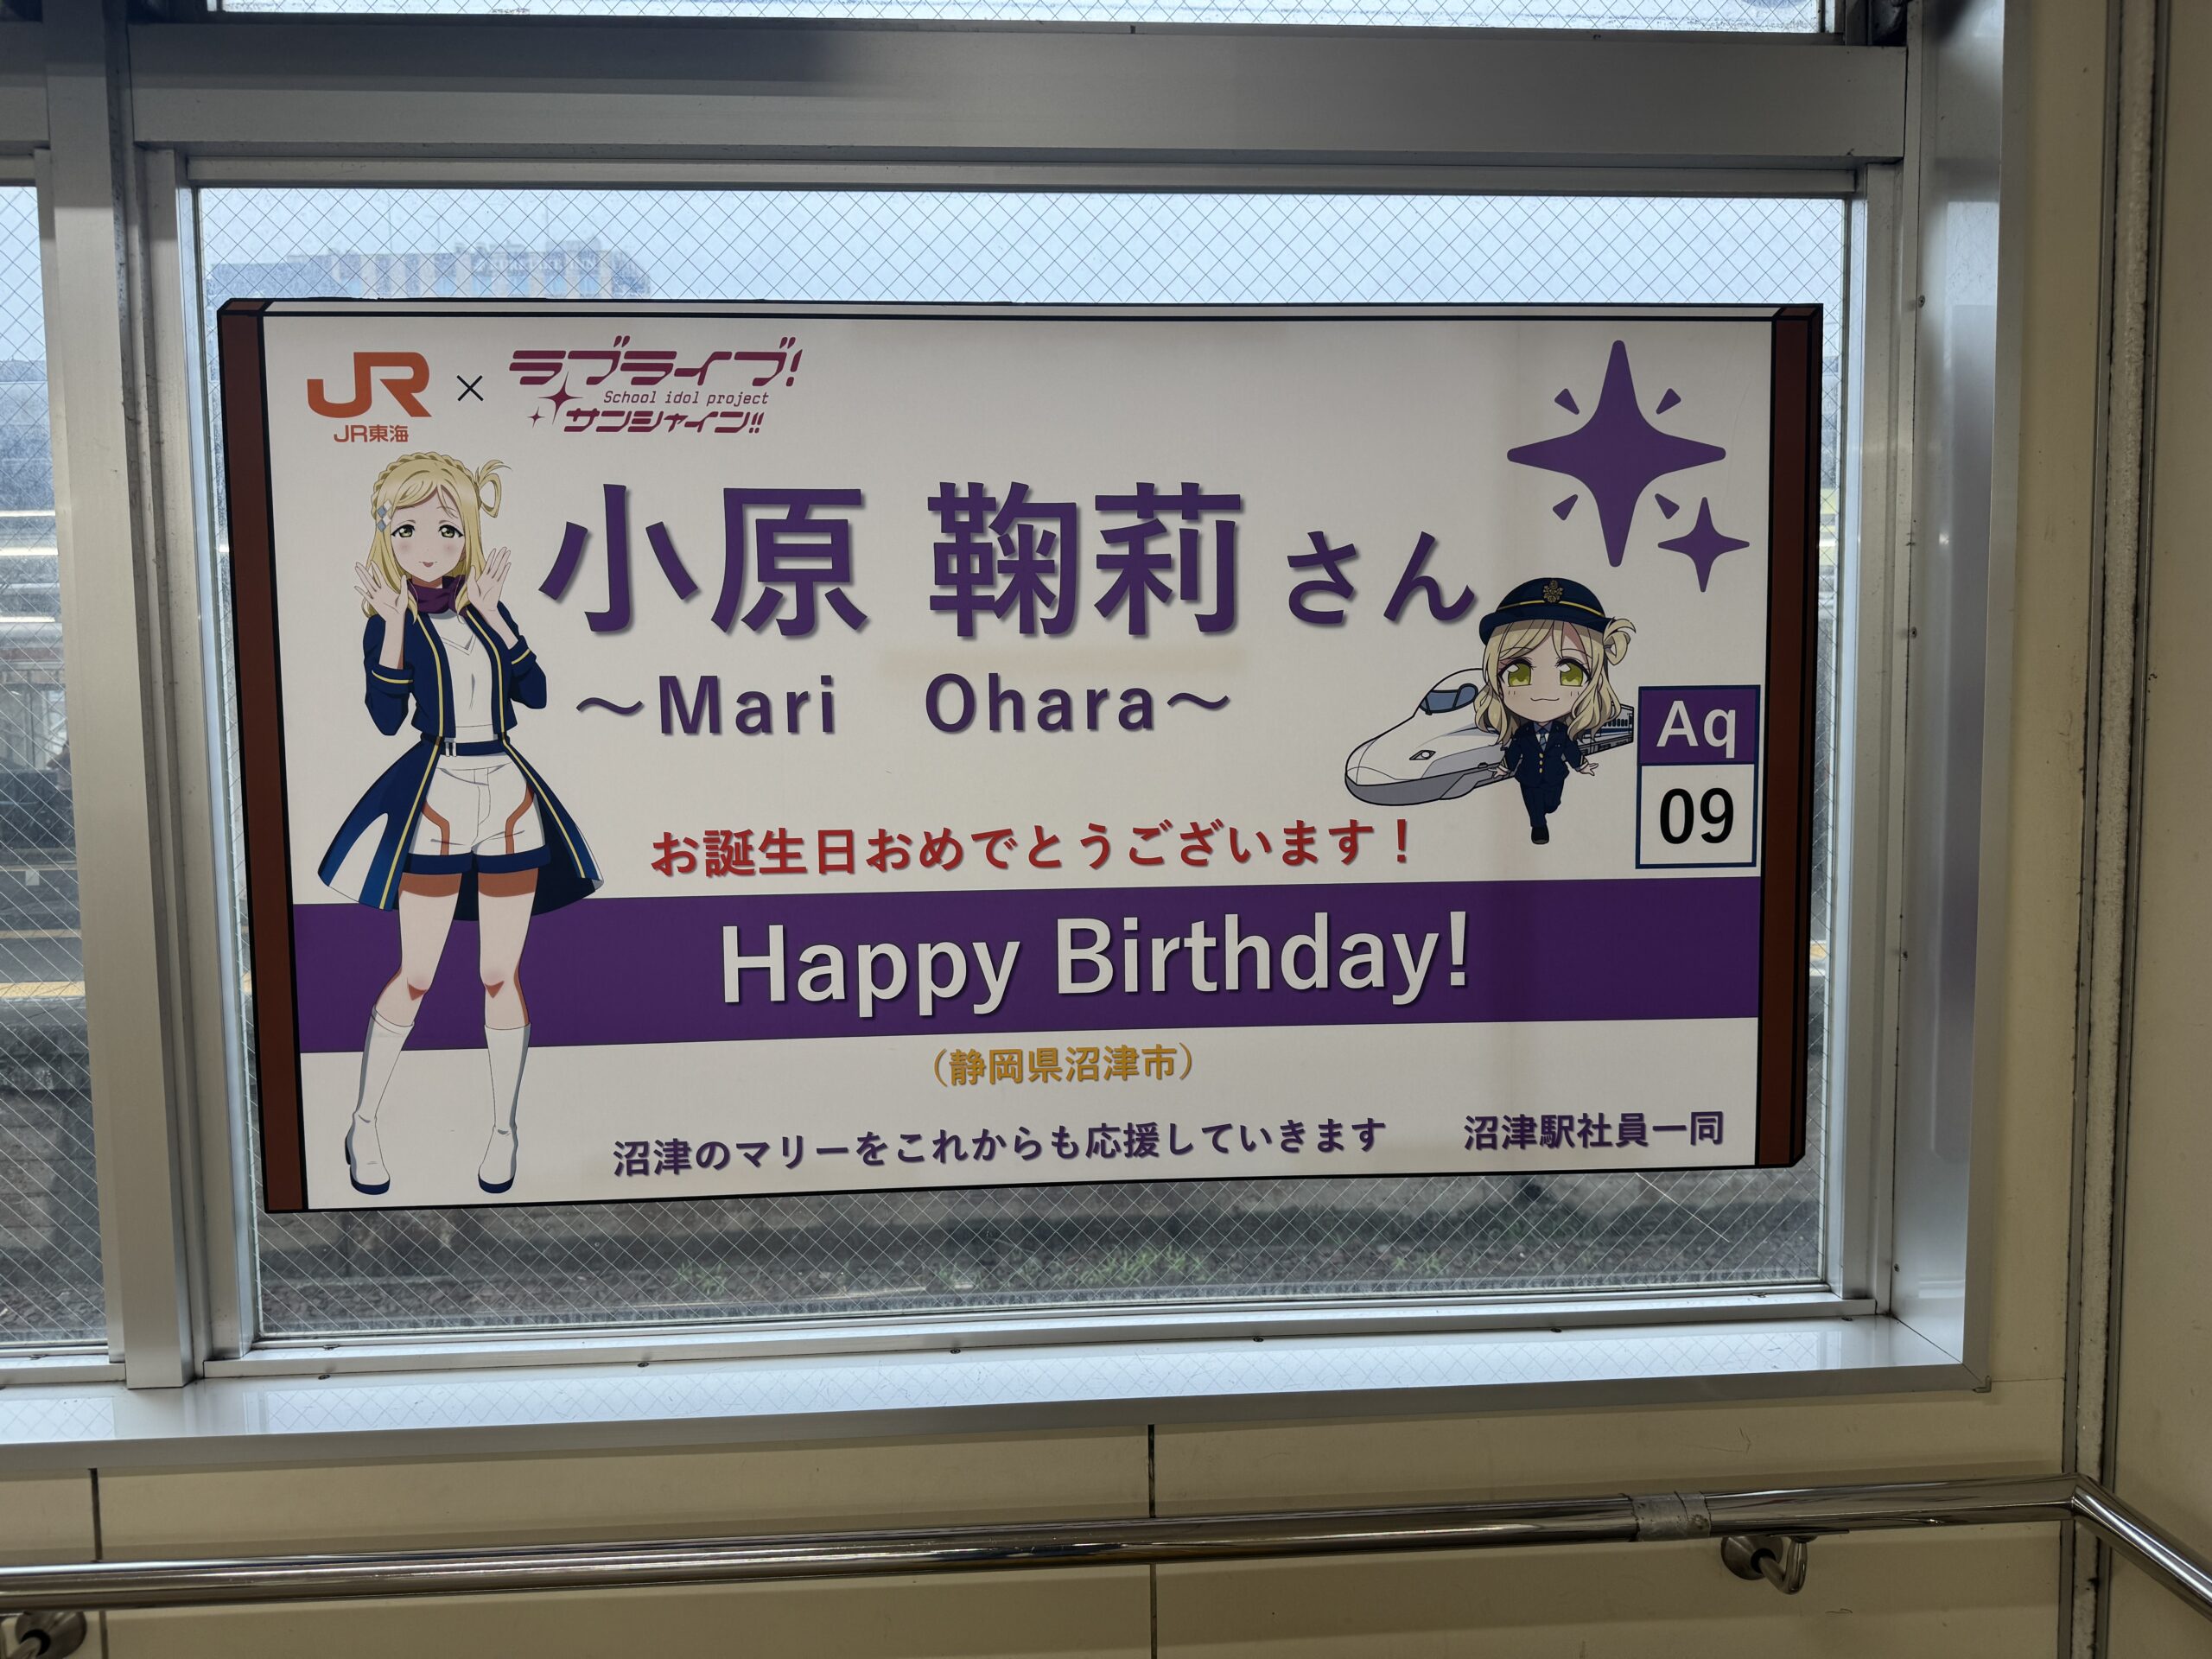 JR
JR東海
×
ラブライブ!
School idol project
サンシャイン!!
小原 鞠莉さん
～Mari Ohara～
Aq
09
お誕生日おめでとうございます！
Happy Birthday!
（静岡県沼津市）
沼津のマリーをこれからも応援していきます 沼津駅社員一同